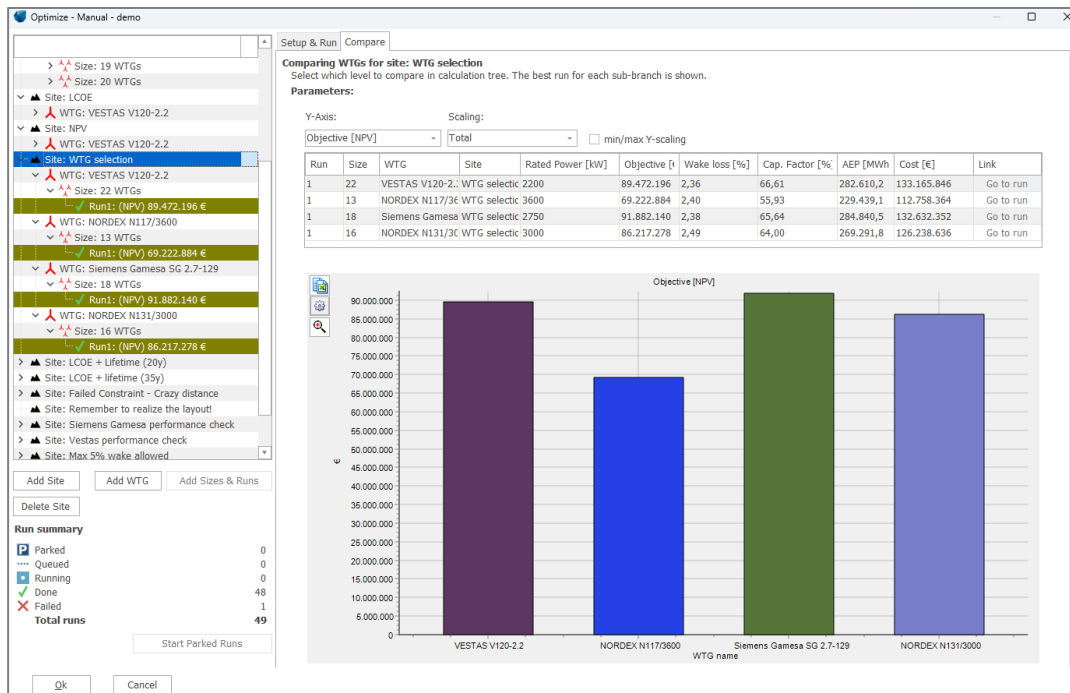 Optimize - Manual - demo
Size: 19 WTGs
Size: 20 WTGs
Site: LCOE
WTG: VESTAS V120-2.2
Site: NPV
WTG: VESTAS V120-2.2
Site: WTG selection
WTG: VESTAS V120-2.2
Size: 22 WTGs
Run1: (NPV) 89.472.196 €
WTG: NORDEX N117/3600
Size: 13 WTGs
Run1: (NPV) 69.222.884 €
WTG: Siemens Gamesa SG 2.7-129
Size: 18 WTGs
Run1: (NPV) 91.882.140 €
WTG: NORDEX N131/3000
Size: 16 WTGs
Run1: (NPV) 86.217.278 €
Site: LCOE + Lifetime (20y)
Site: LCOE + lifetime (35y)
Site: Failed Constraint - Crazy distance
Site: Remember to realize the layout!
Site: Siemens Gamesa performance check
Site: Vestas performance check
Site: Max 5% wake allowed
Add Site Add WTG Add Sizes & Runs
Delete Site
Run summary
P Parked 0
Queued 0
Running 0
Done 48
Failed 1
Total runs 49
Start Parked Runs
Ok Cancel
Setup & Run Compare
Comparing WTGs for site: WTG selection
Select which level to compare in calculation tree. The best run for each sub-branch is shown.
Parameters:
Y-Axis: Scaling:
Objective [NPV] Total min/max Y-scaling
Run Size WTG Site Rated Power [kW] Objective [ Wake loss [%] Cap. Factor [% AEP [MWh Cost [€] Link
1 22 VESTAS V120-2. WTG selectic 2200 89.472.196 2,36 66,61 282.610,2 133.165.846 Go to run
1 13 NORDEX N117/36 WTG selectic 3600 69.222.884 2,40 55,93 229.439,1 112.758.364 Go to run
1 18 Siemens Gamesa WTG selectic 2750 91.882.140 2,38 65,64 284.840,5 132.632.352 Go to run
1 16 NORDEX N131/30 WTG selectic 3000 86.217.278 2,49 64,00 269.291,8 126.238.636 Go to run
Objective [NPV]
90.000.000
85.000.000
80.000.000
75.000.000
70.000.000
65.000.000
60.000.000
55.000.000
50.000.000
45.000.000
40.000.000
35.000.000
30.000.000
25.000.000
20.000.000
15.000.000
10.000.000
5.000.000
0
€
VESTAS V120-2.2 NORDEX N117/3600 Siemens Gamesa SG 2.7-129 NORDEX N131/3000
WTG name